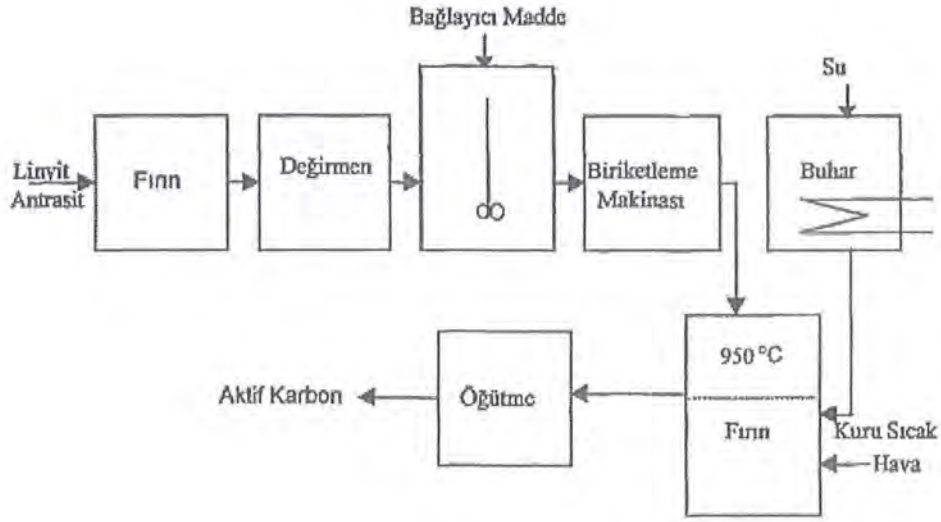 Bağlayıcı Madde
Su
Linyit
Antrasit
Fırın
Değirmen
Biriketleme
Makinası
Buhar
950 °C
Fırın
Kuru Sıcak
Hava
Öğütme
Aktif Karbon